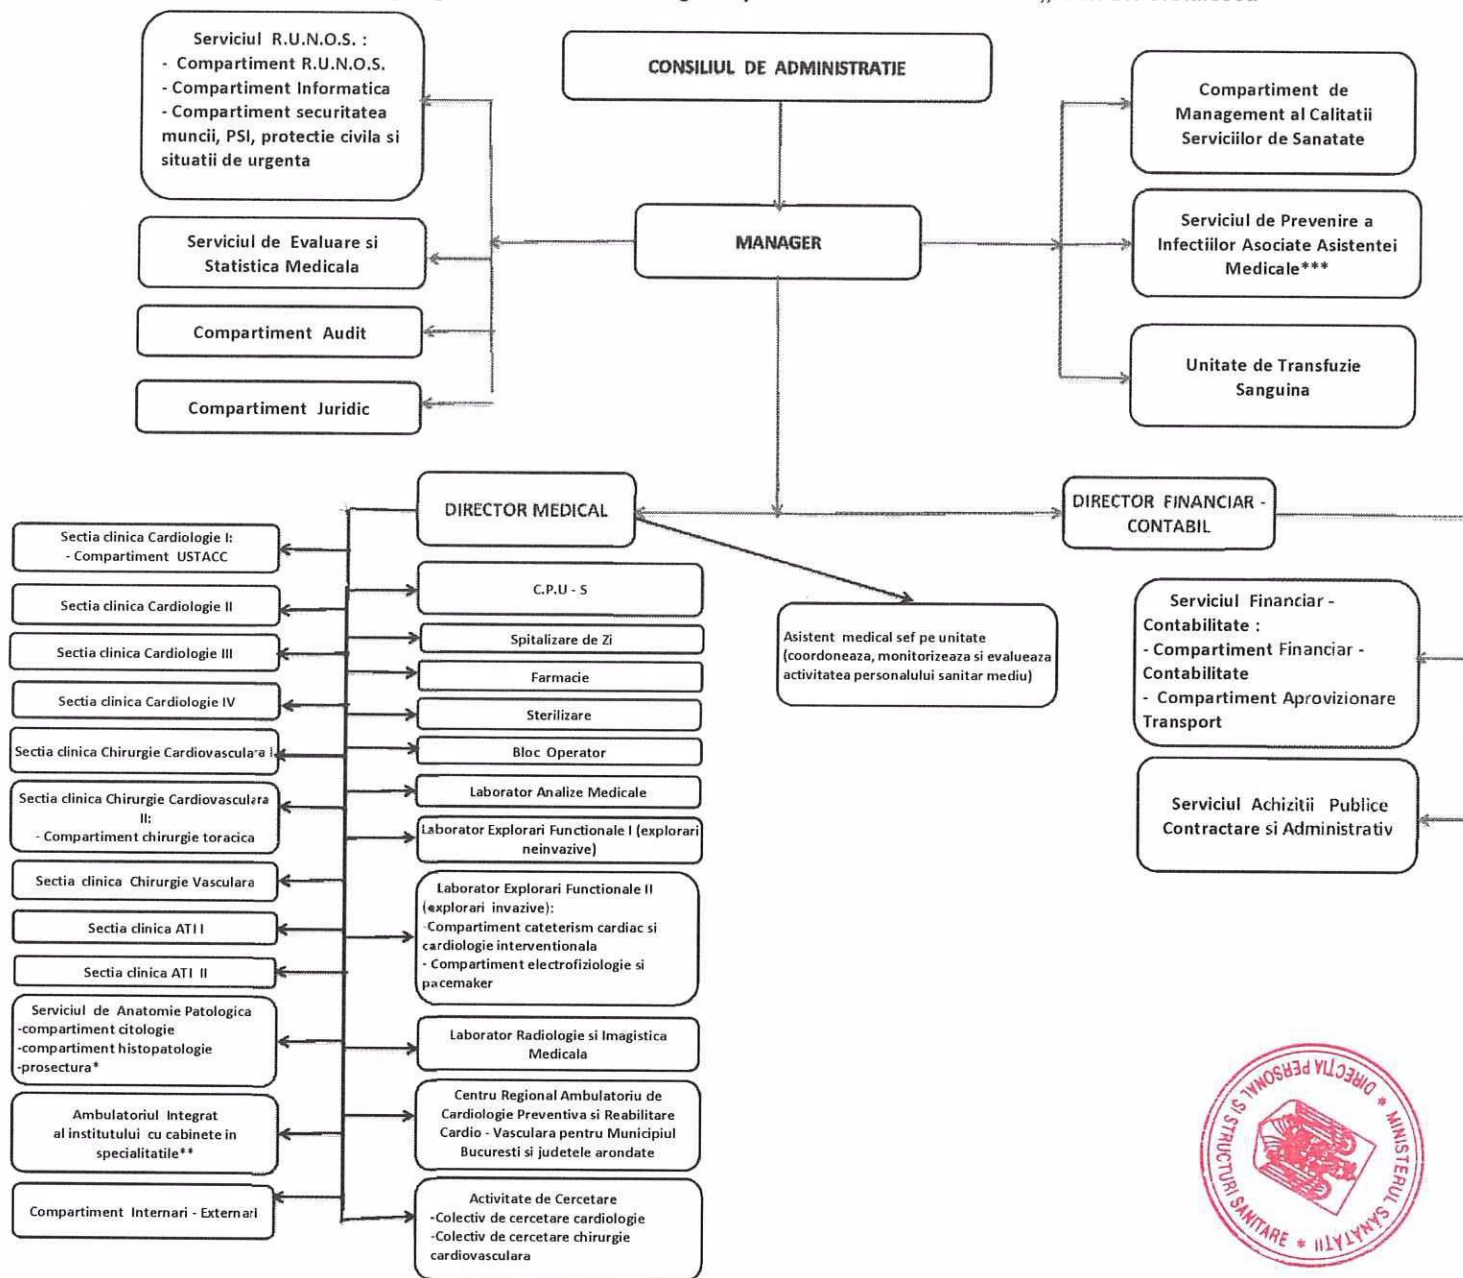 Serviciul R.U.N.O.S. :
- Compartiment R.U.N.O.S.
- Compartiment Informatica
- Compartiment securitatea
muncii, PSI, protectie civila si
situatii de urgenta
CONSILIUL DE ADMINISTRATIE
Compartiment de
Management al Calitatii
Serviciilor de Sanatate
Serviciul de Evaluare si
Statistica Medicala
MANAGER
Serviciul de Prevenire a
Infectiilor Asociate Asistentei
Medicale***
Compartiment Audit
Compartiment Juridic
Unitate de Transfuzie
Sanguina
DIRECTOR MEDICAL
DIRECTOR FINANCIAR -
CONTABIL
Sectia clinica Cardiologie I:
- Compartiment USTACC
Sectia clinica Cardiologie II
Sectia clinica Cardiologie III
Sectia clinica Cardiologie IV
Sectia clinica Chirurgie Cardiovasculara I
Sectia clinica Chirurgie Cardiovasculara
II:
- Compartiment chirurgie toracica
Sectia clinica Chirurgie Vasculara
Sectia clinica ATI I
Sectia clinica ATI II
Serviciul de Anatomie Patologica
-compartiment citologie
-compartiment histopatologie
-prosectura*
Ambulatoriul Integrat
al institutului cu cabinete in
specialitatile**
Compartiment Internari - Externari
C.P.U - S
Spitalizare de Zi
Farmacie
Sterilizare
Bloc Operator
Laborator Analize Medicale
Laborator Explorari Functionale I (explorari
neinvazive)
Laborator Explorari Functionale II
(explorari invazive):
-Compartiment cateterism cardiac si
cardiologie interventionala
- Compartiment electrofiziologie si
pacemaker
Laborator Radiologie si Imagistica
Medicala
Centru Regional Ambulatoriu de
Cardiologie Preventiva si Reabilitare
Cardio - Vasculara pentru Municipiul
Bucuresti si judetele arondate
Activitate de Cercetare
-Colectiv de cercetare cardiologie
-Colectiv de cercetare chirurgie
cardiovasculara
Asistent medical sef pe unitate
(coordoneaza, monitorizeaza si evalueaza
activitatea personalului sanitar mediu)
Serviciul Financiar -
Contabilitate :
- Compartiment Financiar -
Contabilitate
- Compartiment Aprovizionare
Transport
Serviciul Achizitii Publice
Contractare si Administrativ
MINISTERUL SĂNĂTĂȚII * DIRECȚIA PERSONAL ȘI STRUCTURI SANITARE *